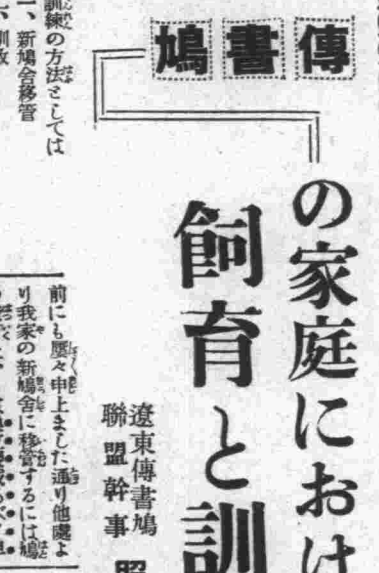 傳書鳩
の家庭におけ
飼育と訓
遼東傳書鳩
聯盟幹事
訓練の方法としては
一、新鳩舍移管
前にも屢々申上ました通り他處よ
り我家の新鳩舍に移管するには鳩